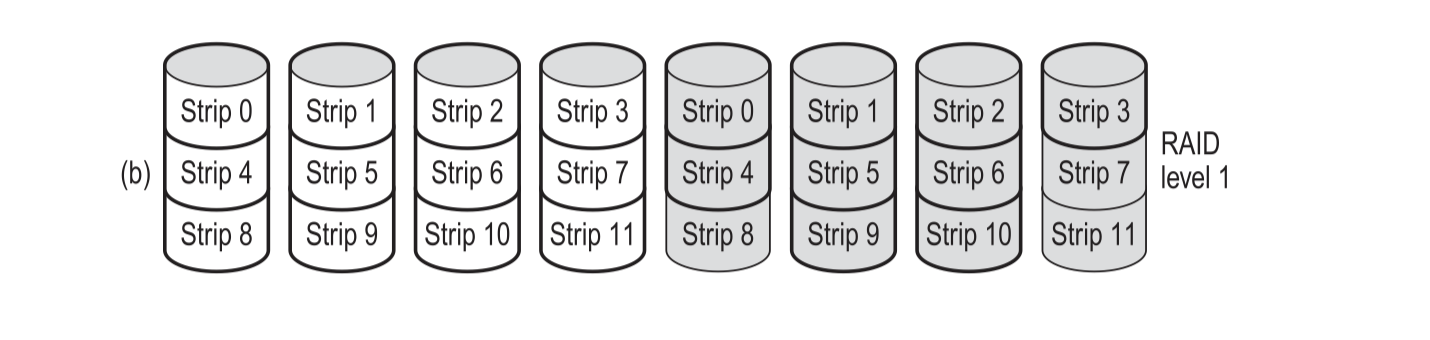 Strip 0 Strip 1 Strip 2 Strip 3 Strip 0 Strip 1 Strip 2 Strip 3
(b) Strip 4 Strip 5 Strip 6 Strip 7 Strip 4 Strip 5 Strip 6 Strip 7 RAID
level 1
Strip 8 Strip 9 Strip 10 Strip 11 Strip 8 Strip 9 Strip 10 Strip 11